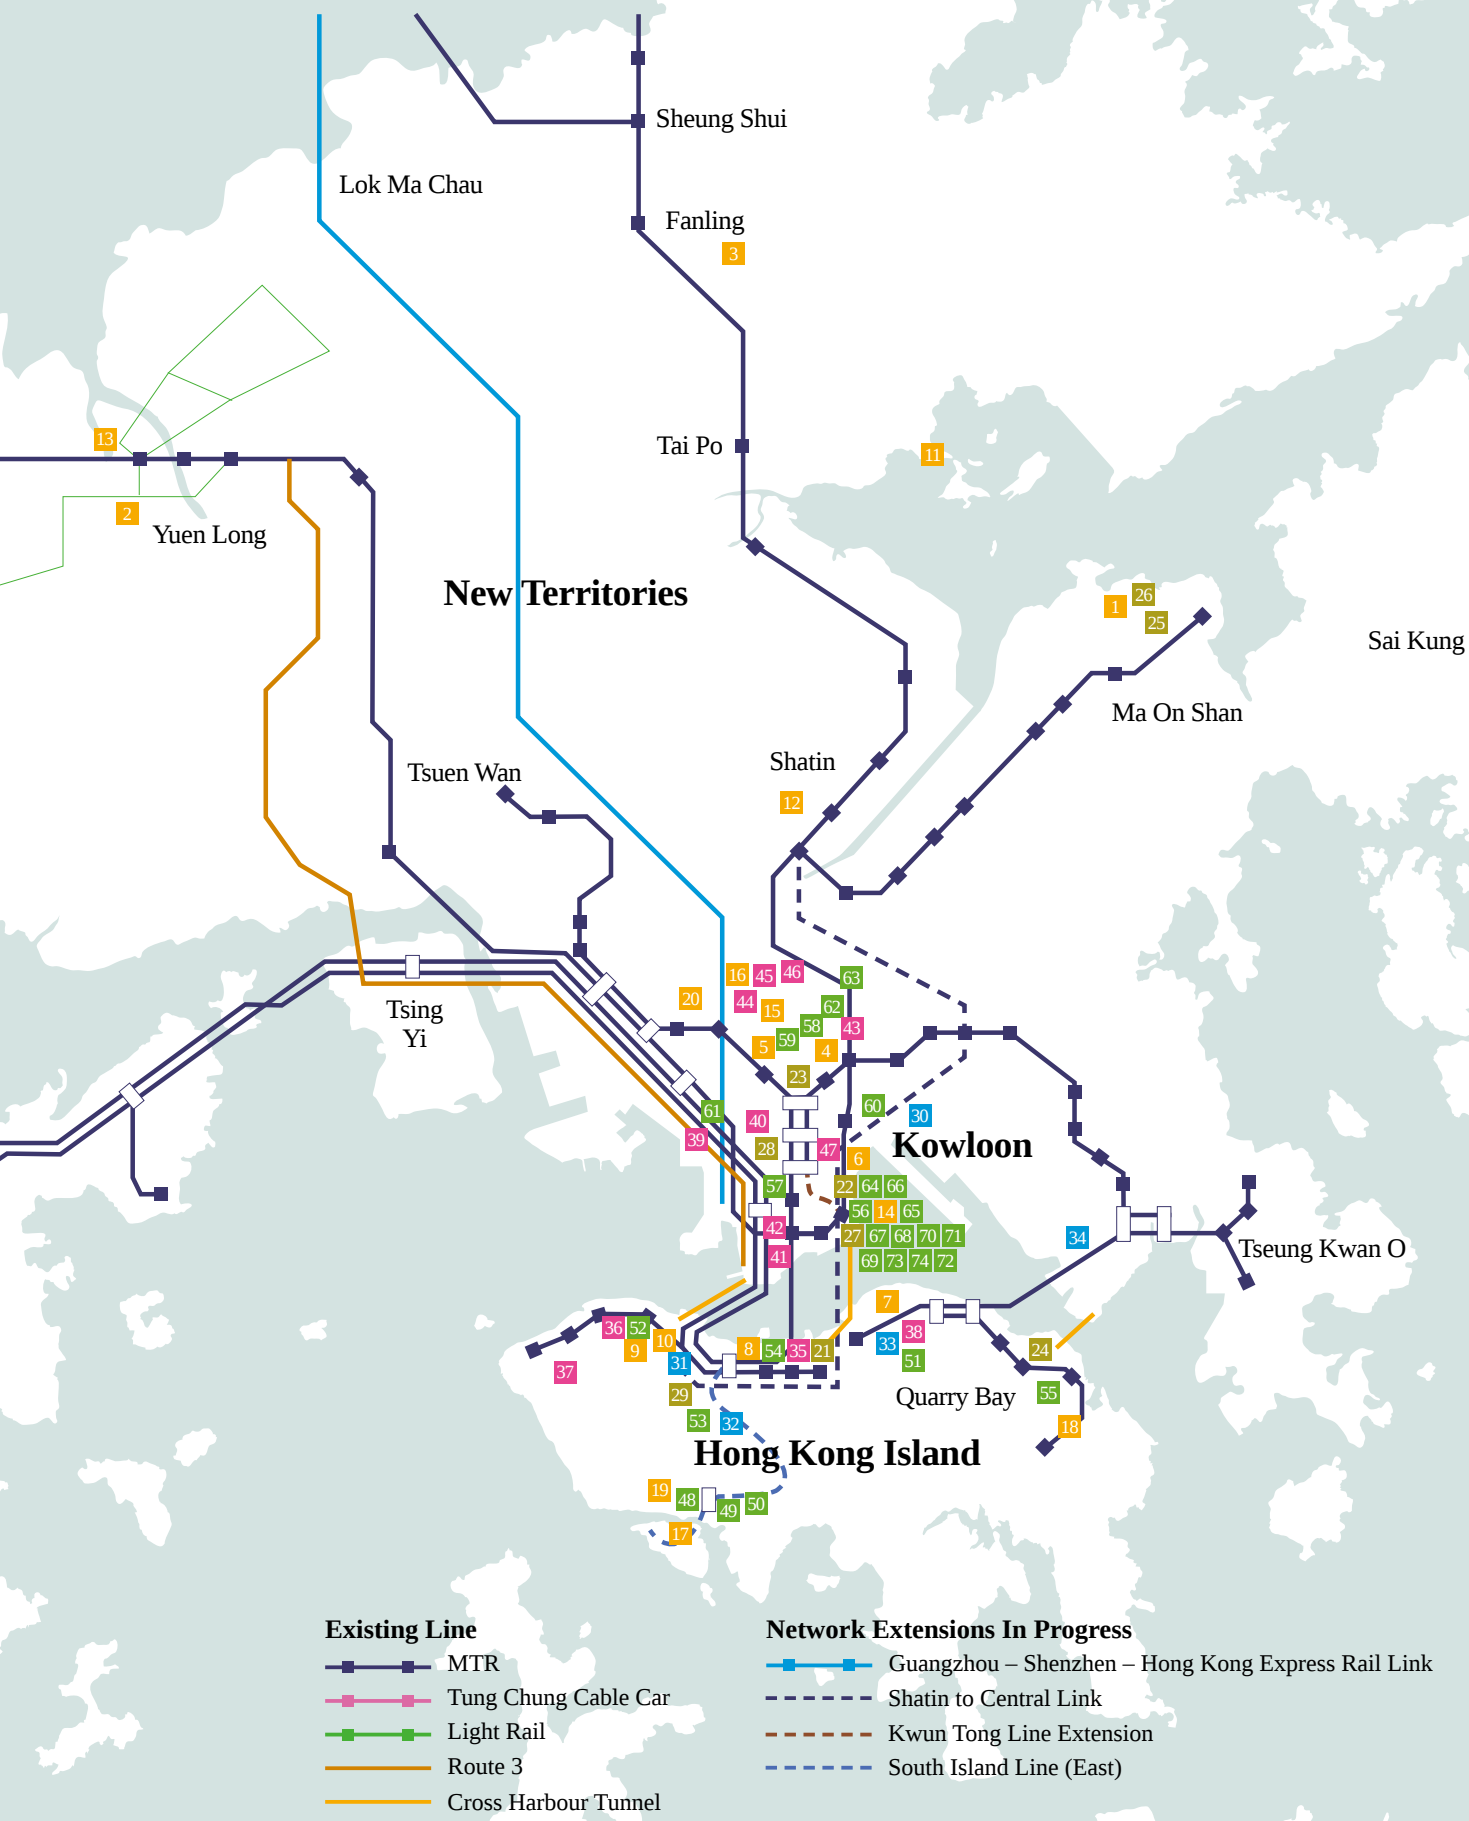 Sheung Shui
Lok Ma Chau
Fanling
3
Tai Po
13
11
2
Yuen Long
New Territories
26
1
25
Sai Kung
Ma On Shan
Shatin
Tsuen Wan
12
16
45
46
63
20
44
15
62
Tsing
Yi
58
43
59
5
4
23
61
60
30
40
39
28
47
Kowloon
6
57
22
64
66
56
14
65
42
27
67
68
70
71
34
Tseung Kwan O
41
69
73
74
72
7
36
52
38
10
33
9
8
54
35
21
24
31
51
37
29
Quarry Bay
55
53
32
18
Hong Kong Island
19
48
49
50
17
Existing Line
MTR
Tung Chung Cable Car
Light Rail
Route 3
Cross Harbour Tunnel
Network Extensions In Progress
Guangzhou – Shenzhen – Hong Kong Express Rail Link
Shatin to Central Link
Kwun Tong Line Extension
South Island Line (East)